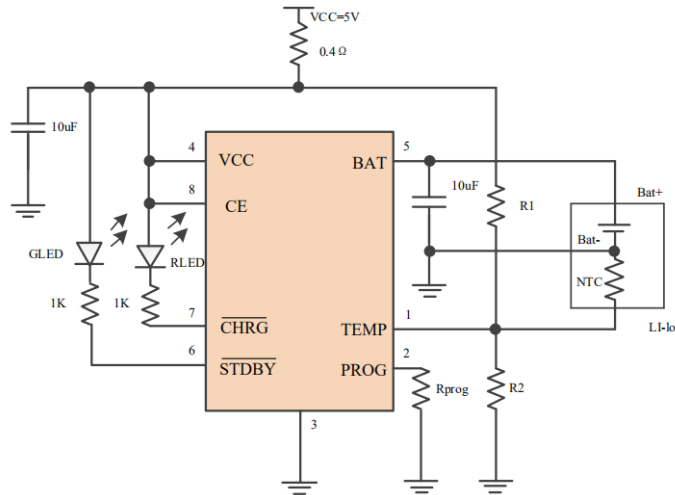 VCC=5V
0.4Ω
10uF
4
VCC
BAT
5
8
CE
10uF
R1
Bat+
Bat-
GLED
RLED
NTC
1K
1K
7
CHRG
TEMP
1
LI-Io
6
STDBY
PROG
2
Rprog
R2
3